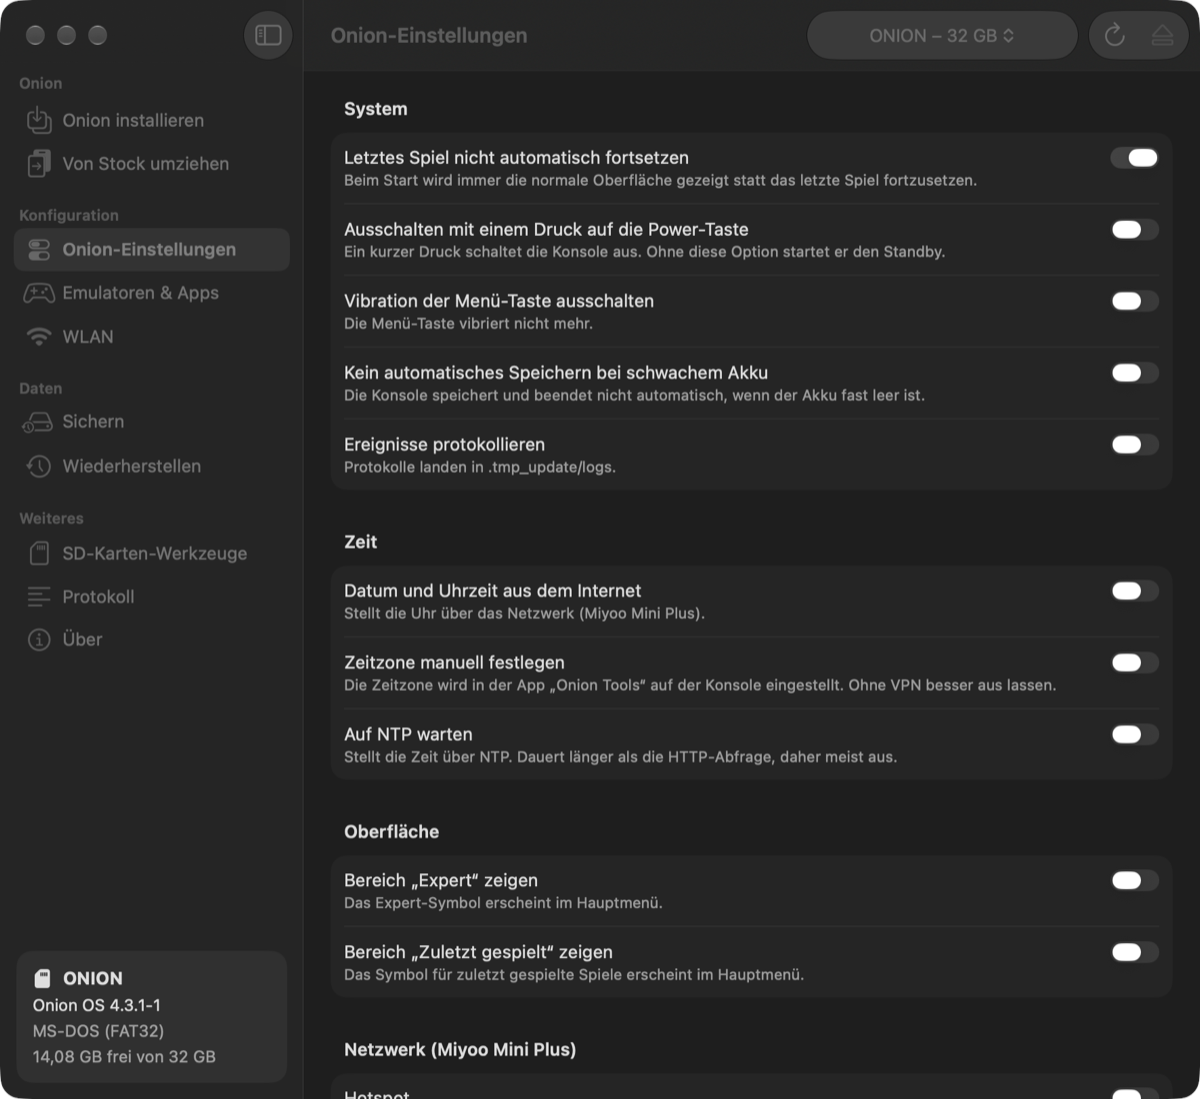 Onion-Einstellungen
ONION – 32 GB
Onion
Onion installieren
Von Stock umziehen
Konfiguration
Onion-Einstellungen
Emulatoren & Apps
WLAN
Daten
Sichern
Wiederherstellen
Weiteres
SD-Karten-Werkzeuge
Protokoll
Über
ONION
Onion OS 4.3.1-1
MS-DOS (FAT32)
14,08 GB frei von 32 GB
System
Letztes Spiel nicht automatisch fortsetzen
Beim Start wird immer die normale Oberfläche gezeigt statt das letzte Spiel fortzusetzen.
Ausschalten mit einem Druck auf die Power-Taste
Ein kurzer Druck schaltet die Konsole aus. Ohne diese Option startet er den Standby.
Vibration der Menü-Taste ausschalten
Die Menü-Taste vibriert nicht mehr.
Kein automatisches Speichern bei schwachem Akku
Die Konsole speichert und beendet nicht automatisch, wenn der Akku fast leer ist.
Ereignisse protokollieren
Protokolle landen in .tmp_update/logs.
Zeit
Datum und Uhrzeit aus dem Internet
Stellt die Uhr über das Netzwerk (Miyoo Mini Plus).
Zeitzone manuell festlegen
Die Zeitzone wird in der App „Onion Tools“ auf der Konsole eingestellt. Ohne VPN besser aus lassen.
Auf NTP warten
Stellt die Zeit über NTP. Dauert länger als die HTTP-Abfrage, daher meist aus.
Oberfläche
Bereich „Expert“ zeigen
Das Expert-Symbol erscheint im Hauptmenü.
Bereich „Zuletzt gespielt“ zeigen
Das Symbol für zuletzt gespielte Spiele erscheint im Hauptmenü.
Netzwerk (Miyoo Mini Plus)
Hotspot